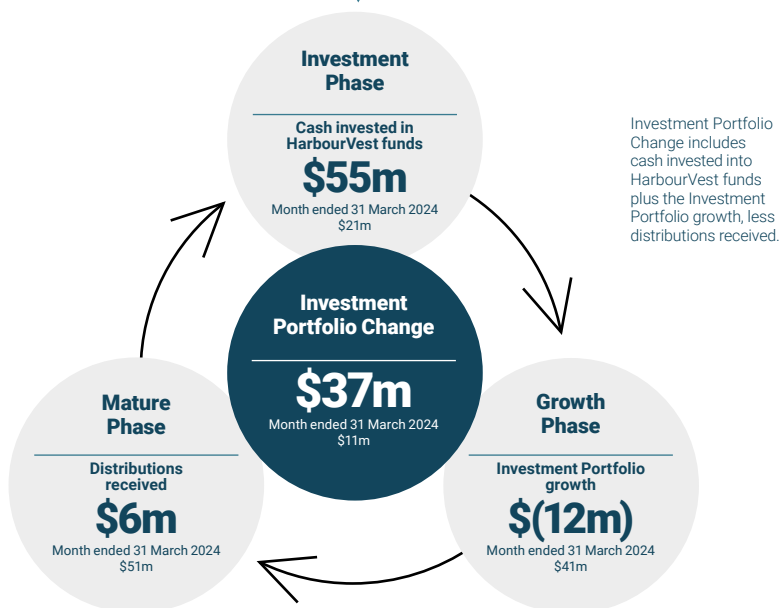 Investment
Phase
Cash invested in
HarbourVest funds
$55m
Month ended 31 March 2024
$21m
Investment Portfolio
Change includes
cash invested into
HarbourVest funds
plus the Investment
Portfolio growth, less
distributions received.
Investment
Portfolio Change
$37m
Month ended 31 March 2024
$11m
Mature
Phase
Distributions
received
$6m
Month ended 31 March 2024
$51m
Growth
Phase
Investment Portfolio
growth
$(12m)
Month ended 31 March 2024
$41m